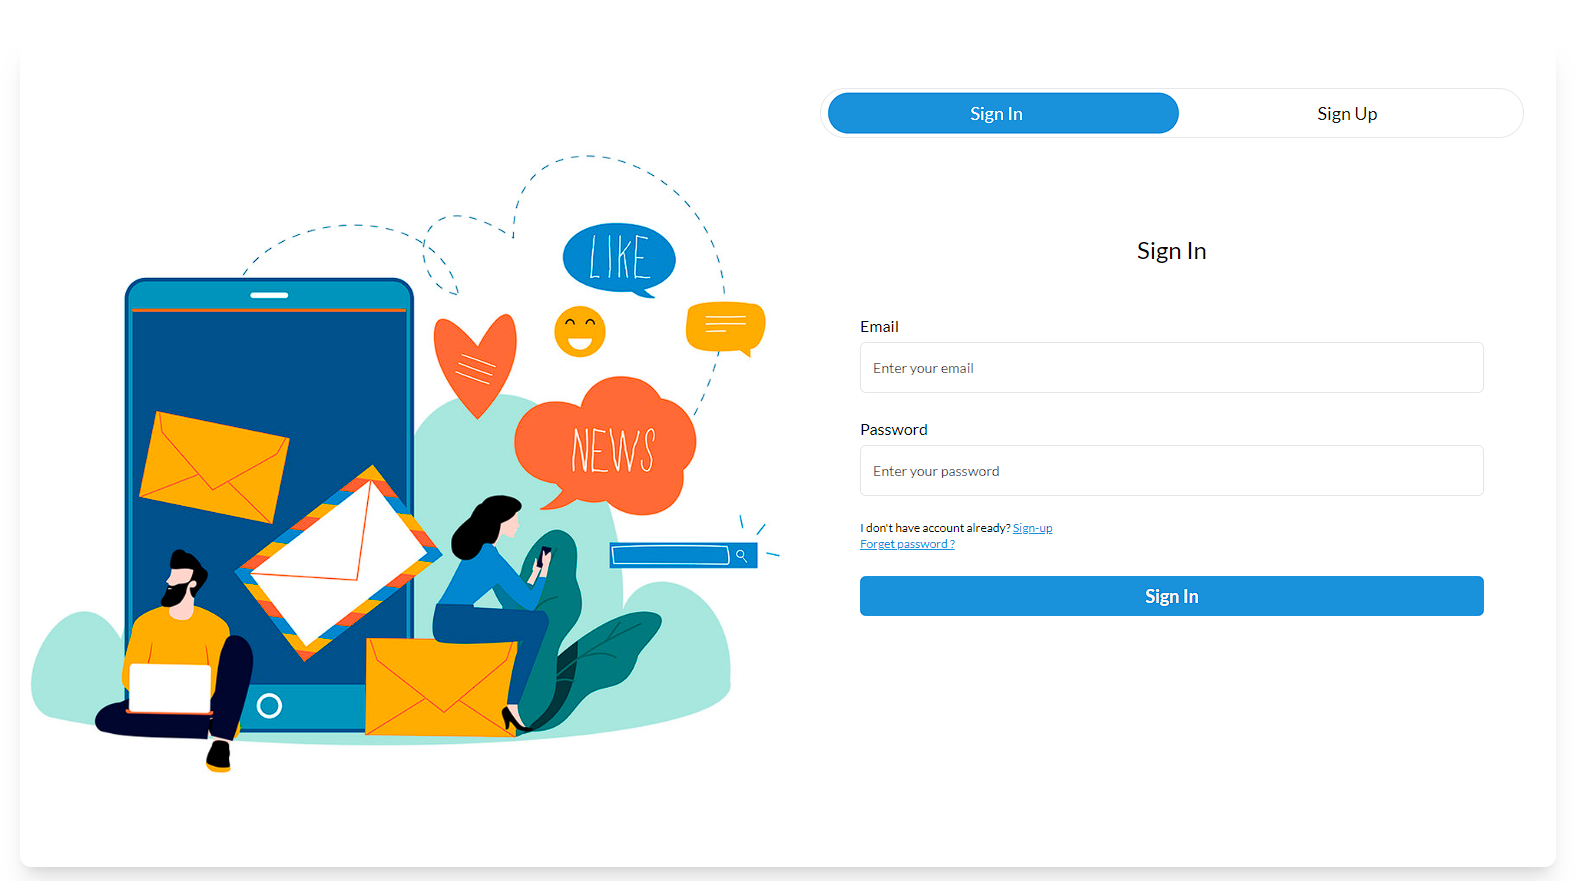 Sign In
Sign Up
LIKE
NEWS
Sign In
Email
Enter your email
Password
Enter your password
I don't have account already? Sign-up
Forget password ?
Sign In